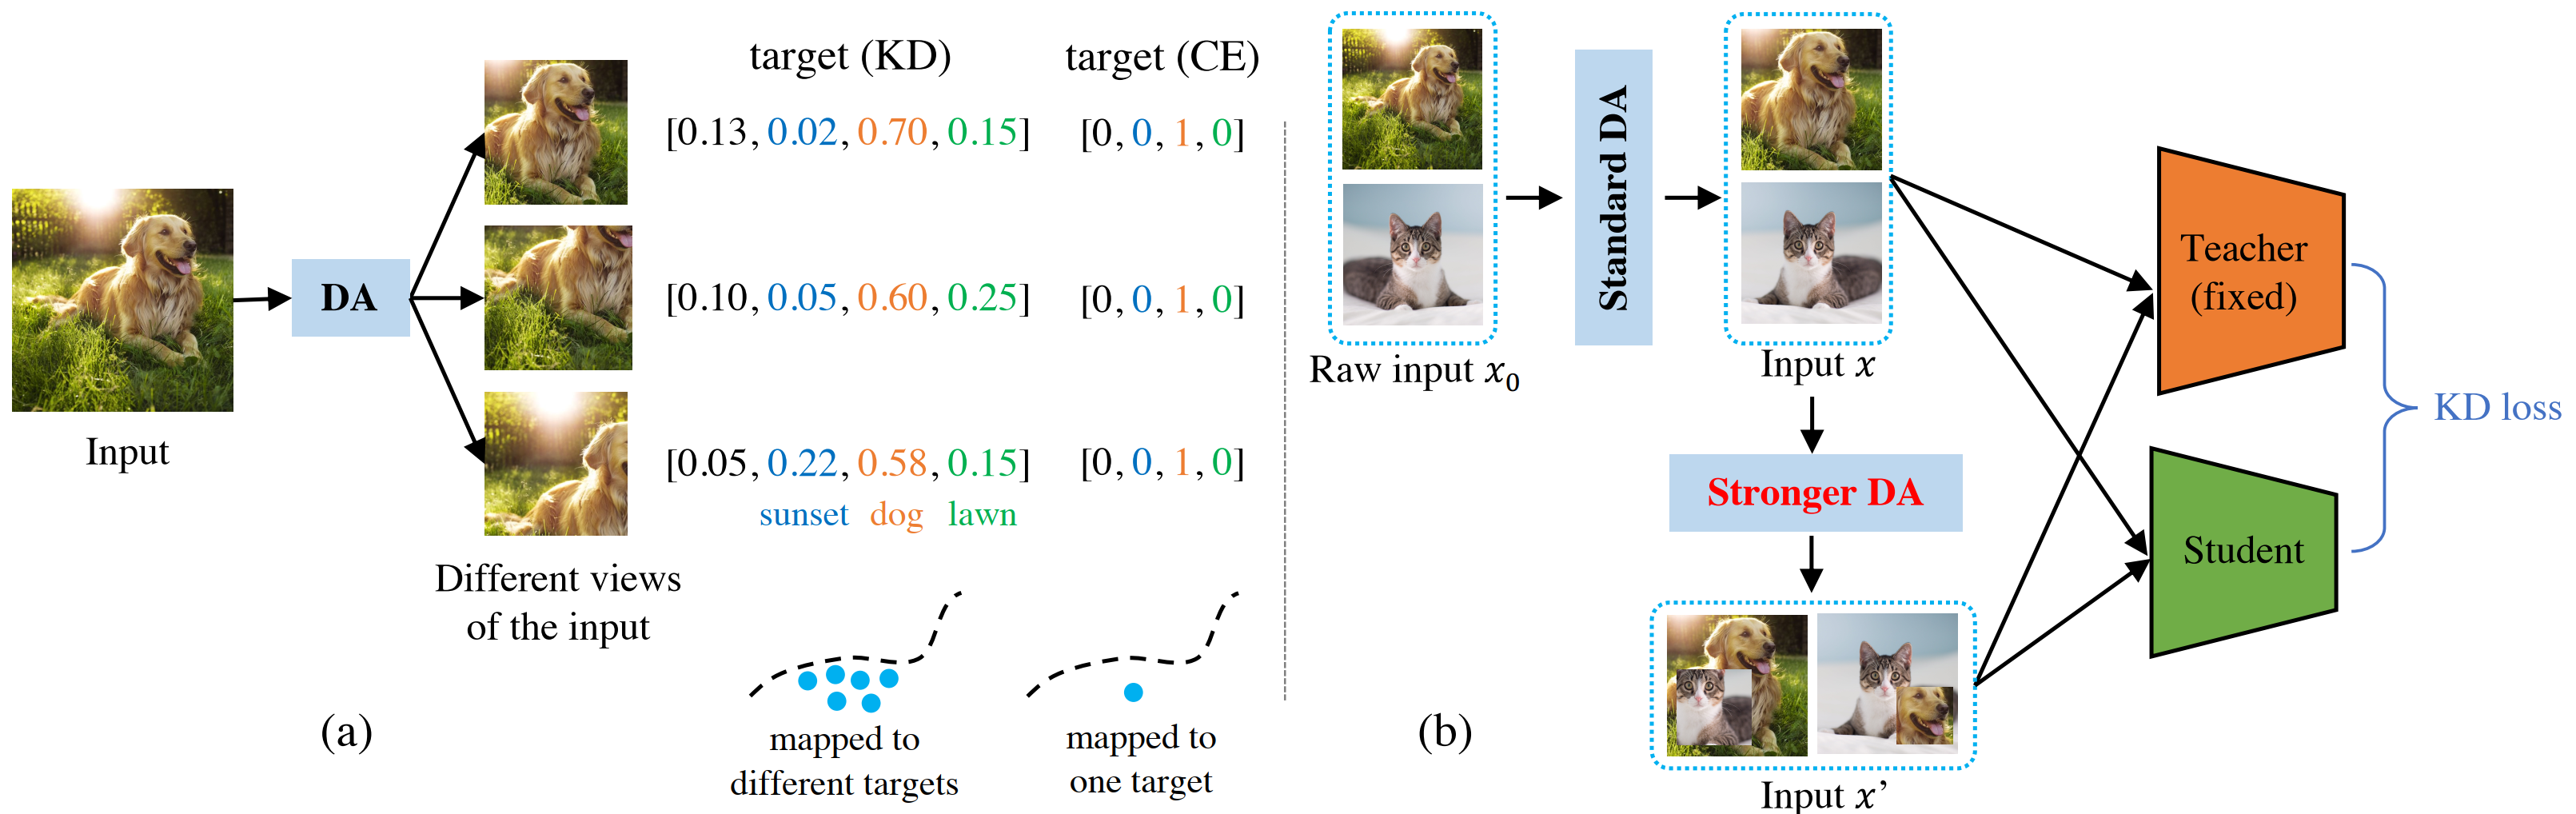 target (KD)
target (CE)
[0.13, 0.02, 0.70, 0.15]
[0, 0, 1, 0]
DA
[0.10, 0.05, 0.60, 0.25]
[0, 0, 1, 0]
Input
[0.05, 0.22, 0.58, 0.15]
[0, 0, 1, 0]
sunset dog lawn
Different views
of the input
mapped to
different targets
mapped to
one target
(a)
Raw input x₀
Standard DA
Input x
Stronger DA
Input x’
Teacher
(fixed)
Student
KD loss
(b)